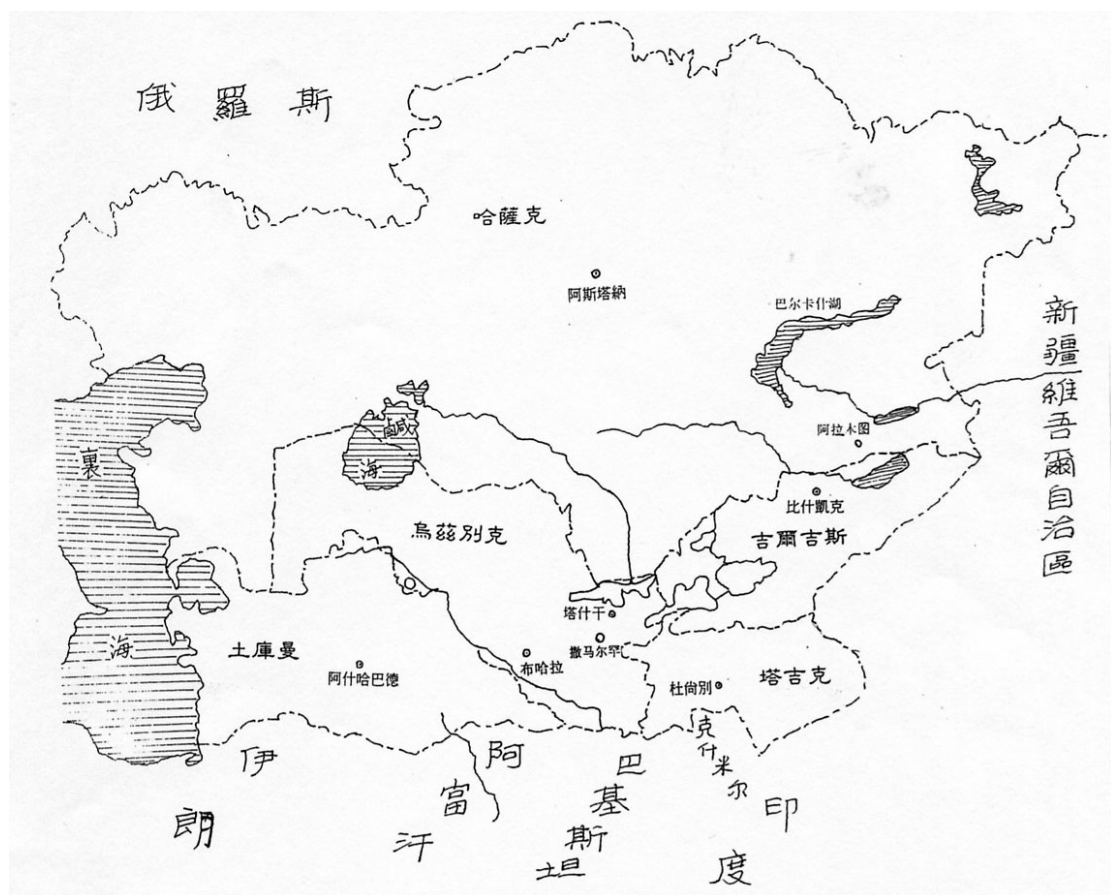 俄羅斯
哈薩克
阿斯塔納
巴尔卡什湖
新疆維吾爾自治區
鹹海
裏海
阿拉木图
比什凱克
吉爾吉斯
烏茲別克
塔什干
撒马尔罕
布哈拉
土庫曼
阿什哈巴德
杜尙別
塔吉克
克什米尔
伊朗
阿富汗
巴基斯坦
印度